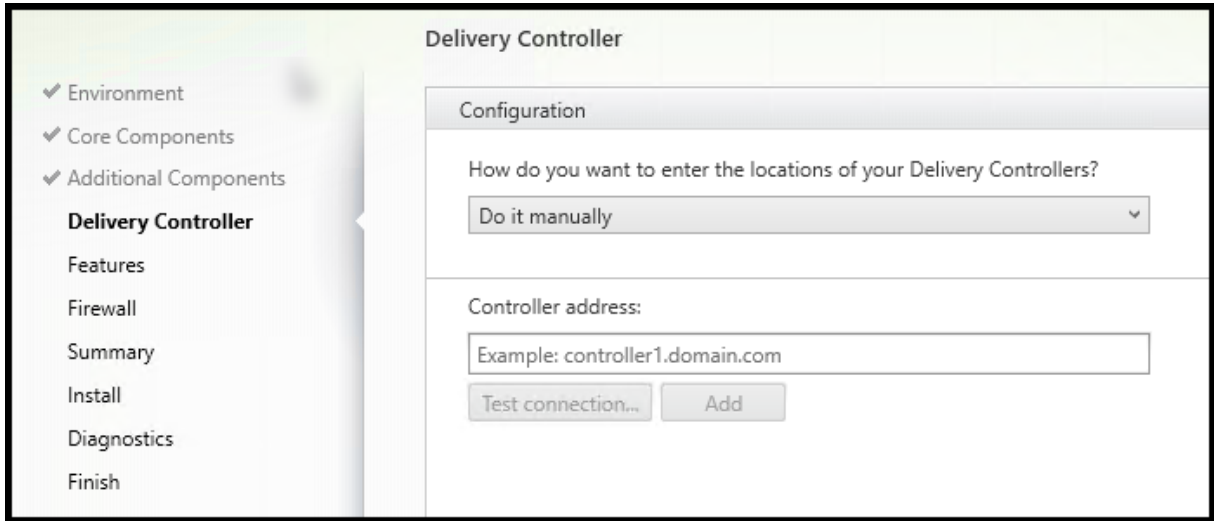 Delivery Controller
✔ Environment
✔ Core Components
✔ Additional Components
Delivery Controller
Features
Firewall
Summary
Install
Diagnostics
Finish
Configuration
How do you want to enter the locations of your Delivery Controllers?
Do it manually
Controller address:
Example: controller1.domain.com
Test connection... Add